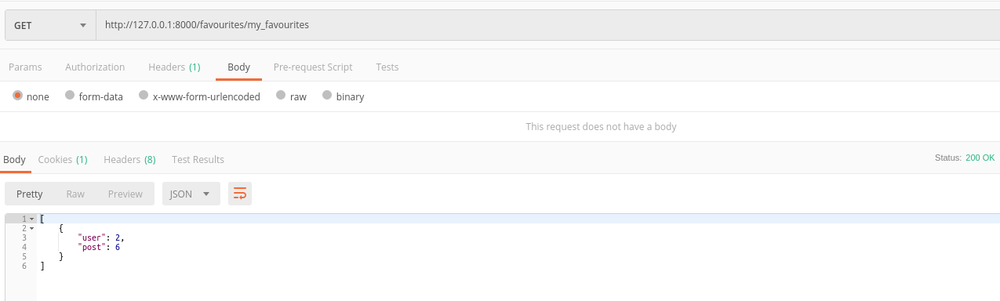 GET http://127.0.0.1:8000/favourites/my_favourites
Params Authorization Headers (1) Body Pre-request Script Tests
none form-data x-www-form-urlencoded raw binary
This request does not have a body
Body Cookies (1) Headers (8) Test Results Status: 200 OK
Pretty Raw Preview JSON
1 [
2 {
3 "user": 2,
4 "post": 6
5 }
6 ]